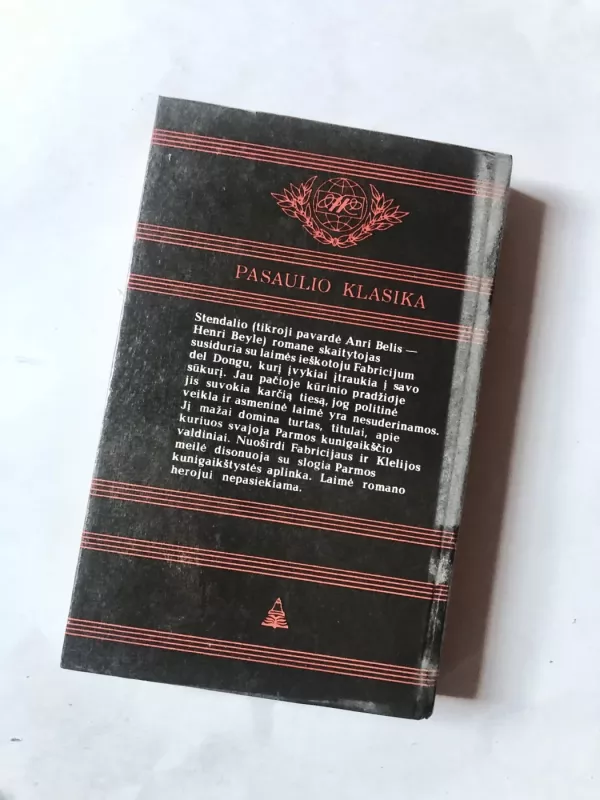 PASAULIO KLASIKA
Stendalio (tikroji pavardė Anri Belis —
Henri Beyle) romane skaitytojas
susiduria su laimės ieškotoju Fabricijum
del Dongu, kurį įvykiai įtraukia į savo
sūkurį. Jau pačioje kūrinio pradžioje
jis suvokia karčią tiesą, jog politinė
veikla ir asmeninė laimė yra nesuderinamos.
Jį mažai domina turtas, titulai, apie
kuriuos svajoja Parmos kunigaikščio
valdiniai. Nuoširdi Fabricijaus ir Klelijos
meilė disonuoja su slogia Parmos
kunigaikštystės aplinka. Laimė romano
herojui nepasiekiama.